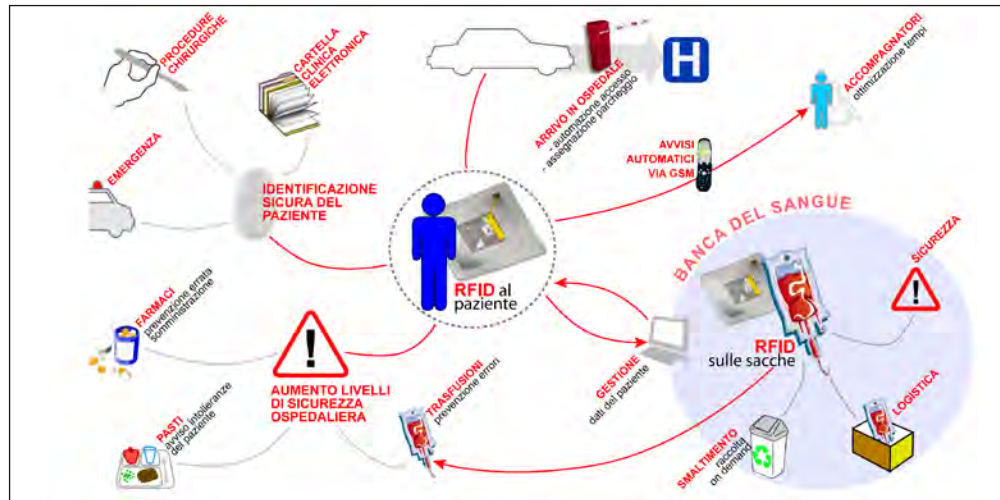 PROCEDURE
CHIRURGICHE
CARTELLA
CLINICA
ELETTRONICA
EMERGENZA
IDENTIFICAZIONE
SICURA DEL
PAZIENTE
H
ARRIVO IN OSPEDALE
- automazione accesso
- assegnazione parcheggio
ACCOMPAGNATORI
ottimizzazione tempi
AVVISI
AUTOMATICI
VIA GSM
RFID al
paziente
BANCA DEL SANGUE
SICUREZZA
!
RFID
sulle sacche
GESTIONE
dati del paziente
LOGISTICA
SMALTIMENTO
raccolta
on demand
FARMACI
prevenzione errata
somministrazione
!
AUMENTO LIVELLI
DI SICUREZZA
OSPEDALIERA
TRASFUSIONI
prevenzione errori
PASTI
avviso intolleranze
del paziente